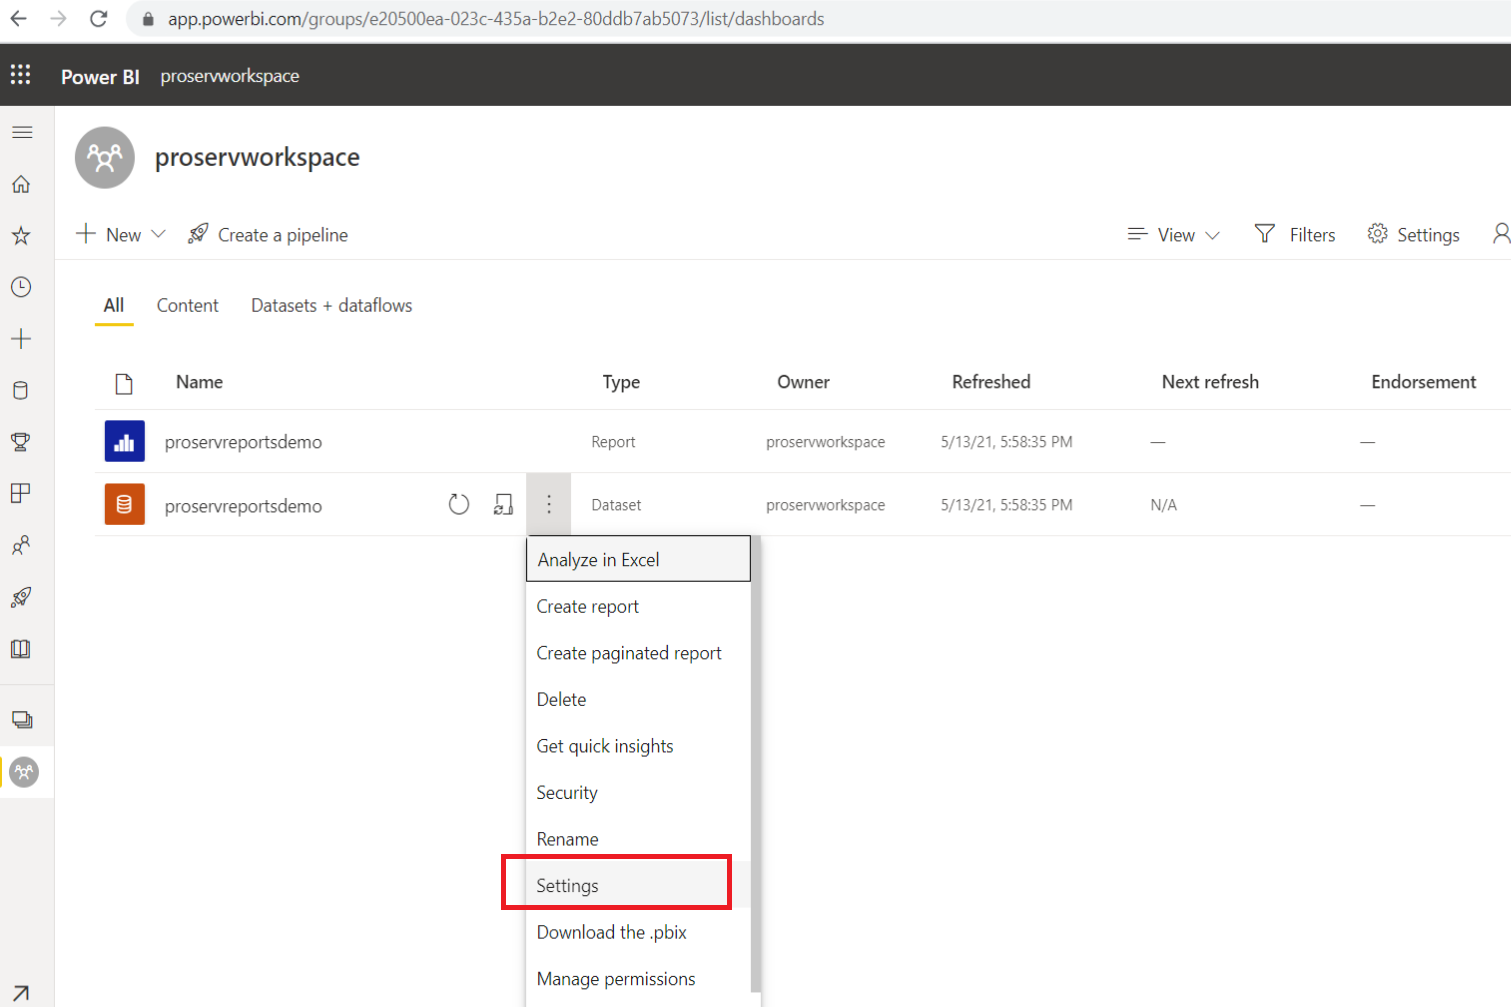 app.powerbi.com/groups/e20500ea-023c-435a-b2e2-80ddb7ab5073/list/dashboards
Power BI proservworkspace
proservworkspace
New Create a pipeline View Filters Settings
All Content Datasets + dataflows
Name Type Owner Refreshed Next refresh Endorsement
proservreportsdemo Report proservworkspace 5/13/21, 5:58:35 PM — —
proservreportsdemo Dataset proservworkspace 5/13/21, 5:58:35 PM N/A —
Analyze in Excel
Create report
Create paginated report
Delete
Get quick insights
Security
Rename
Settings
Download the .pbix
Manage permissions